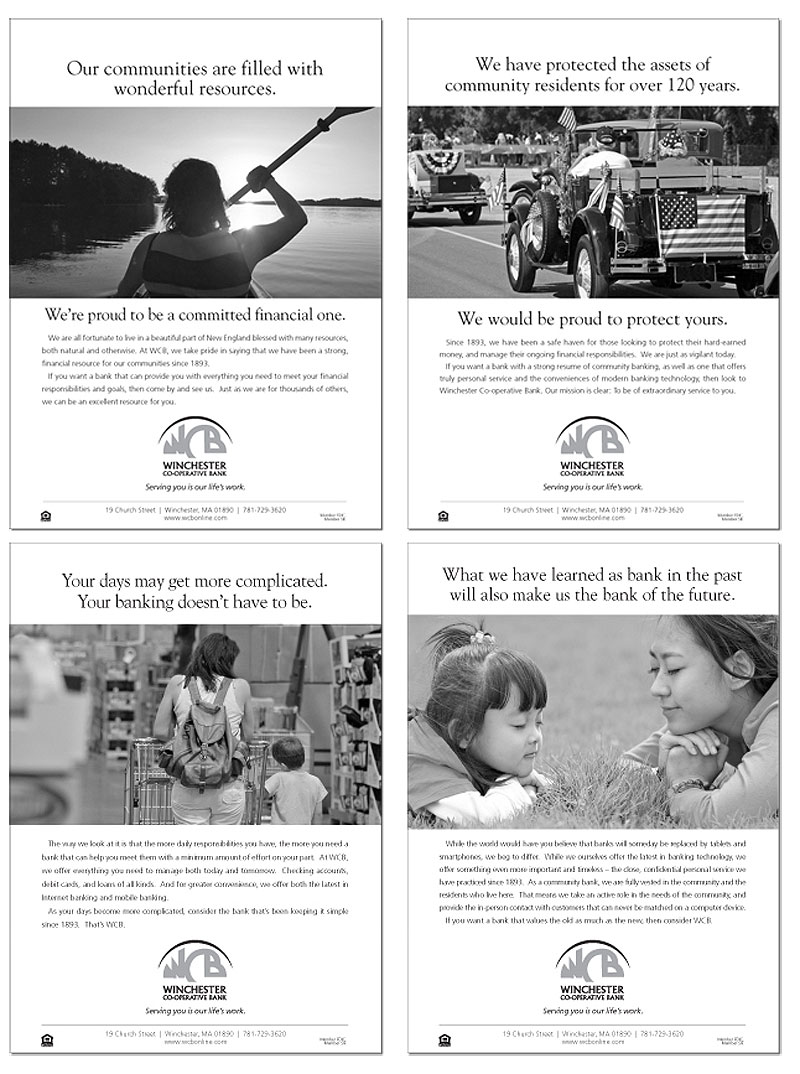 Our communities are filled with
wonderful resources.
We're proud to be a committed financial one.
We are all fortunate to live in a beautiful part of New England blessed with many resources,
both natural and otherwise. At WCB, we take pride in saying that we have been a strong,
financial resource for our communities since 1893.
If you want a bank that can provide you with everything you need to meet your financial
responsibilities and goals, then come by and see us. Just as we are for thousands of others,
we can be an excellent resource for you.
WCB
WINCHESTER
CO-OPERATIVE BANK
Serving you is our life's work.
19 Church Street | Winchester, MA 01890 | 781-729-3620
www.wcbonline.com
Member FDIC
Member SIF
We have protected the assets of
community residents for over 120 years.
We would be proud to protect yours.
Since 1893, we have been a safe haven for those looking to protect their hard-earned
money, and manage their ongoing financial responsibilities. We are just as vigilant today.
If you want a bank with a strong resume of community banking, as well as one that offers
truly personal service and the conveniences of modern banking technology, then look to
Winchester Co-operative Bank. Our mission is clear: To be of extraordinary service to you.
WCB
WINCHESTER
CO-OPERATIVE BANK
Serving you is our life's work.
19 Church Street | Winchester, MA 01890 | 781-729-3620
www.wcbonline.com
Member FDIC
Member SIF
Your days may get more complicated.
Your banking doesn't have to be.
The way we look at it is that the more daily responsibilities you have, the more you need a
bank that can help you meet them with a minimum amount of effort on your part. At WCB,
we offer everything you need to manage both today and tomorrow. Checking accounts,
debit cards, and loans of all kinds. And for greater convenience, we offer both the latest in
Internet banking and mobile banking.
As your days become more complicated, consider the bank that's been keeping it simple
since 1893. That's WCB.
WCB
WINCHESTER
CO-OPERATIVE BANK
Serving you is our life's work.
19 Church Street | Winchester, MA 01890 | 781-729-3620
www.wcbonline.com
Member FDIC
Member SIF
What we have learned as bank in the past
will also make us the bank of the future.
While the world would have you believe that banks will someday be replaced by tablets and
smartphones, we beg to differ. While we ourselves offer the latest in banking technology, we
offer something even more important and timeless – the close, confidential personal service we
have practiced since 1893. As a community bank, we are fully vested in the community and the
residents who live here. That means we take an active role in the needs of the community, and
provide the in-person contact with customers that can never be matched on a computer device.
If you want a bank that values the old as much as the new, then consider WCB.
WCB
WINCHESTER
CO-OPERATIVE BANK
Serving you is our life's work.
19 Church Street | Winchester, MA 01890 | 781-729-3620
www.wcbonline.com
Member FDIC
Member SIF